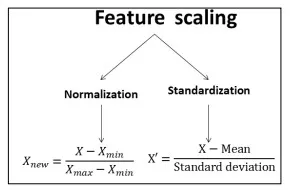 Feature scaling
Normalization
Standardization
X_new = (X − X_min) / (X_max − X_min)
X′ = (X − Mean) / (Standard deviation)